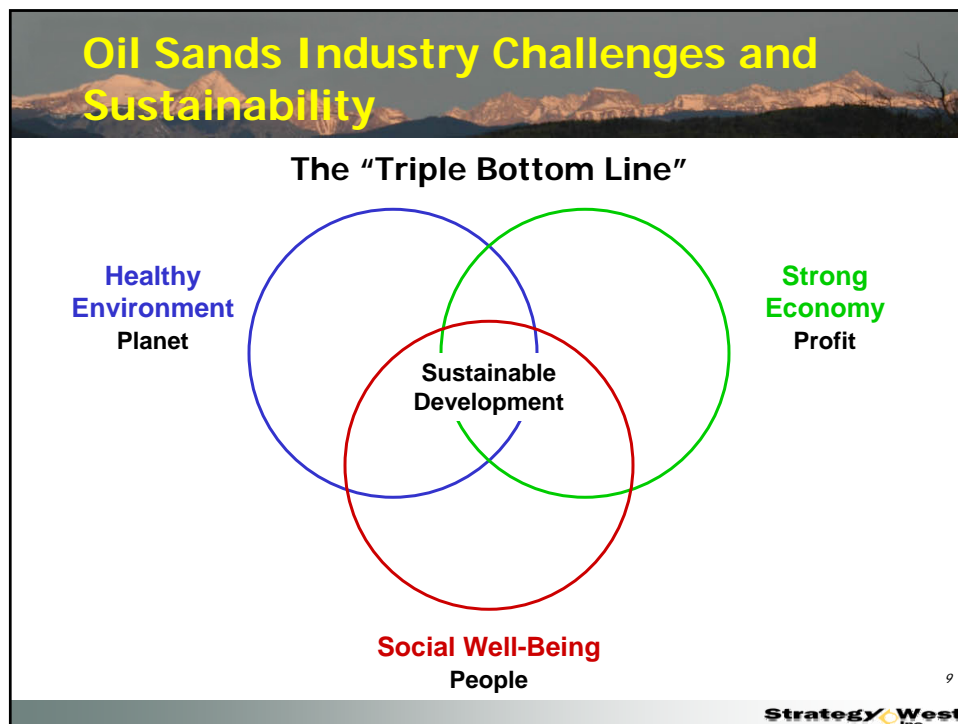 Oil Sands Industry Challenges and
Sustainability
The “Triple Bottom Line”
Healthy
Environment
Planet
Strong
Economy
Profit
Sustainable
Development
Social Well-Being
People
9
Strategy West
Inc.